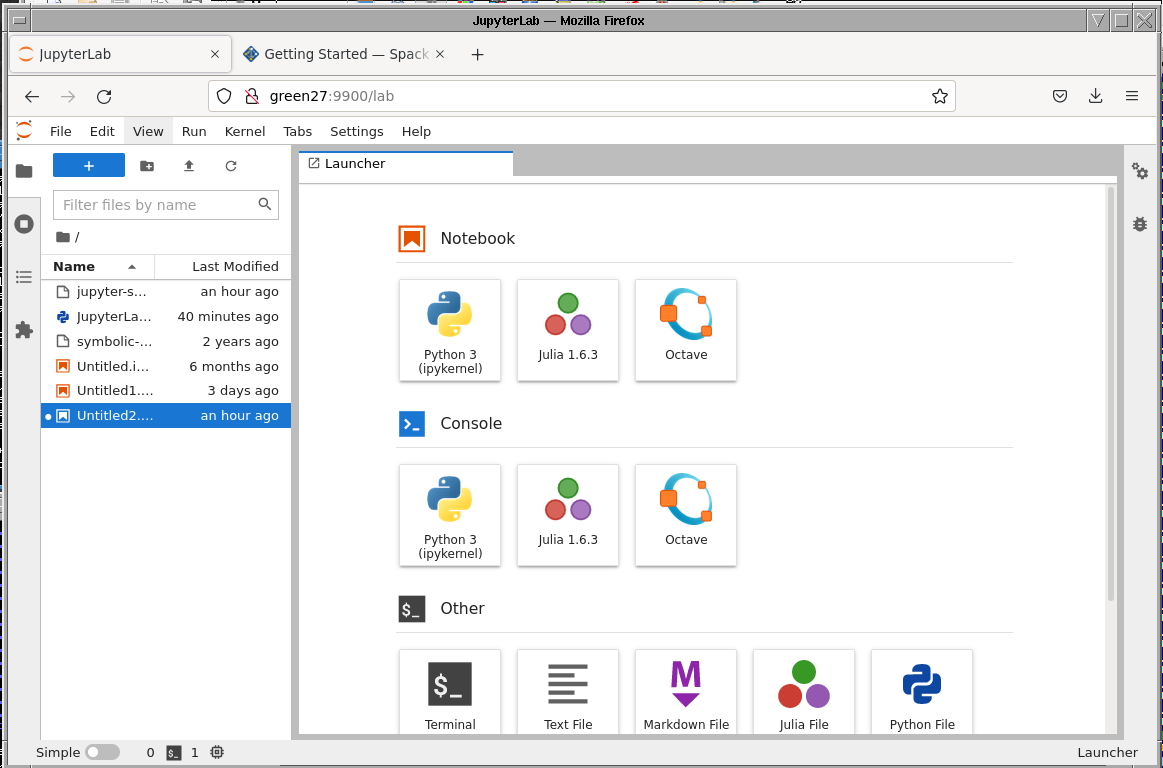 JupyterLab — Mozilla Firefox
JupyterLab
Getting Started — Spack
green27:9900/lab
File Edit View Run Kernel Tabs Settings Help
Launcher
Filter files by name
/
Name Last Modified
jupyter-s... an hour ago
JupyterLa... 40 minutes ago
symbolic-... 2 years ago
Untitled.i... 6 months ago
Untitled1.... 3 days ago
Untitled2.... an hour ago
Notebook
Python 3
(ipykernel)
Julia 1.6.3
Octave
Console
Python 3
(ipykernel)
Julia 1.6.3
Octave
$_ Other
$_
M
Terminal
Text File
Markdown File
Julia File
Python File
Simple 0 $_ 1 Launcher